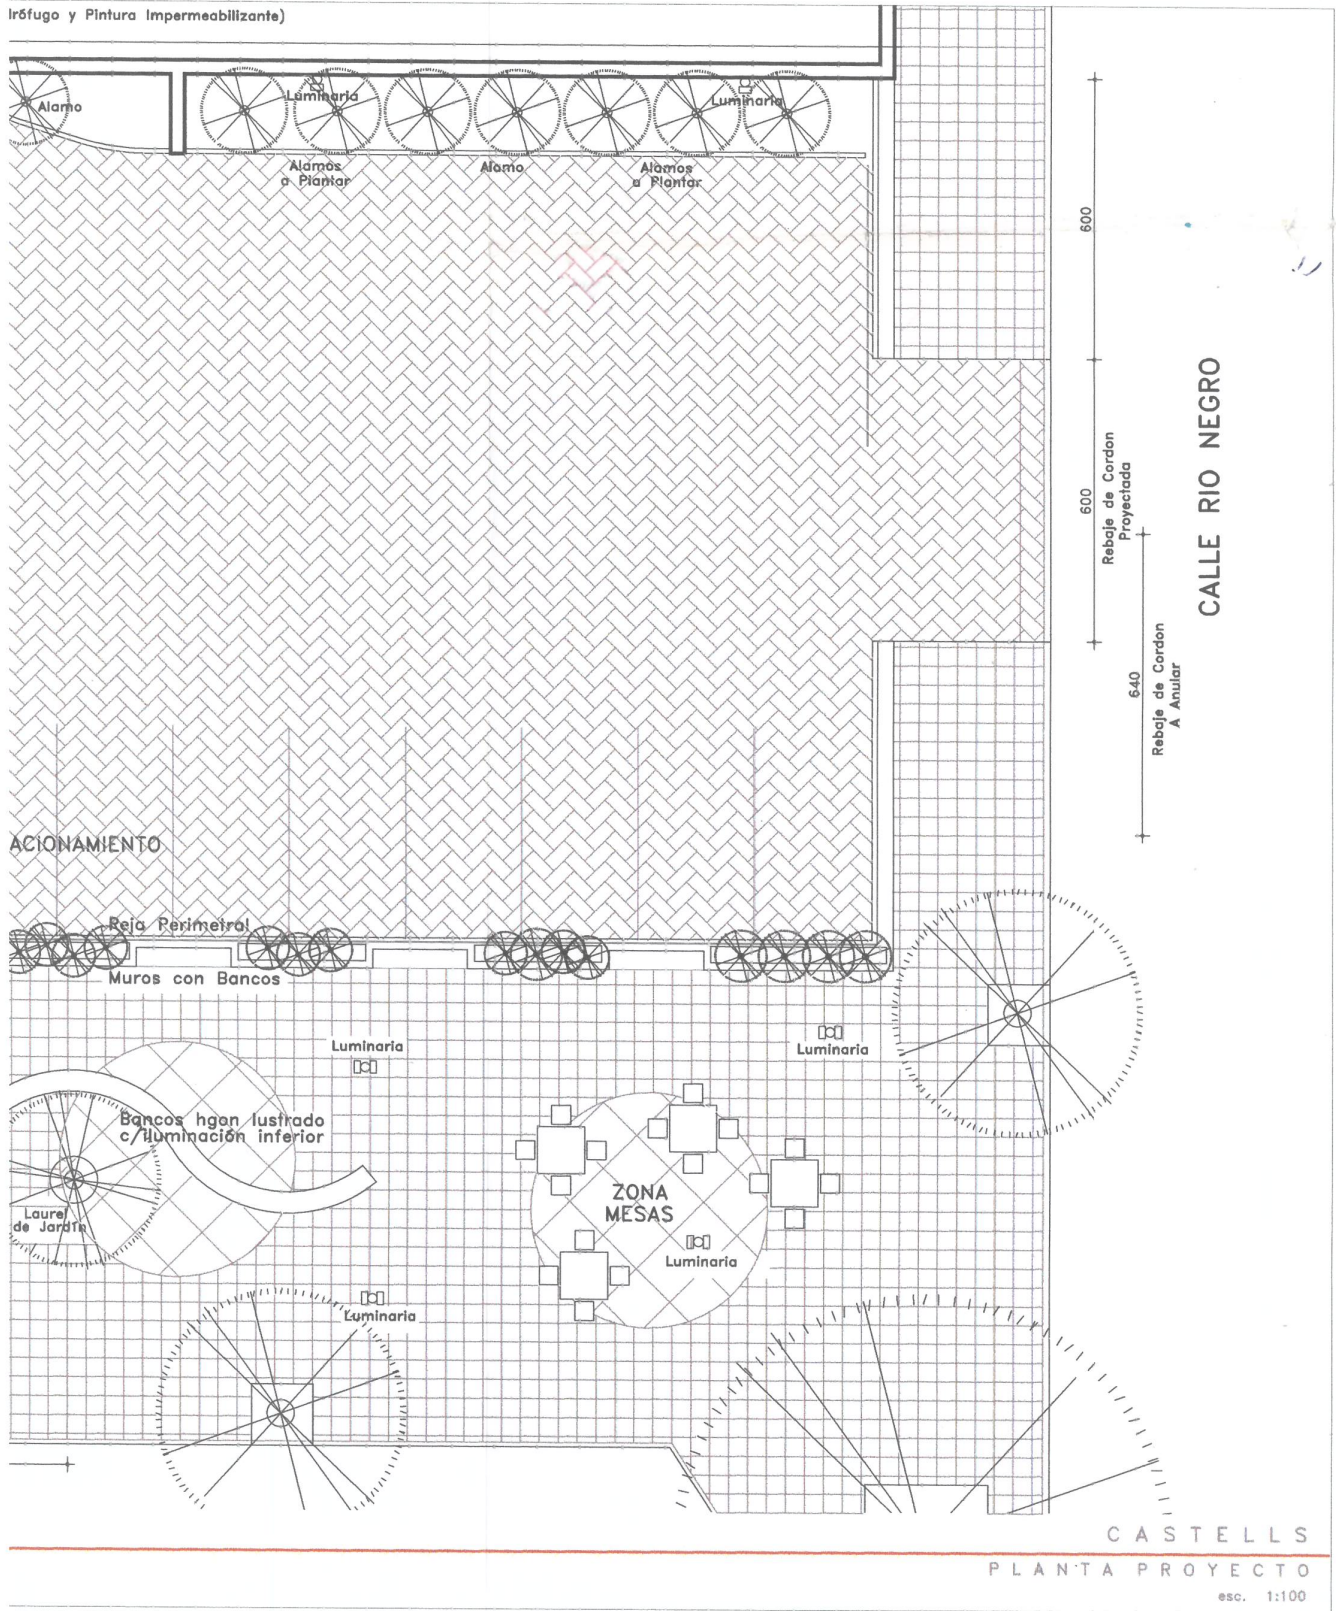 lrófugo y Pintura Impermeabilizante)
Alamo
Luminaria
Luminaria
Alamos
a Plantar
Alamo
Alamos
a Plantar
600
600
Rebaje de Cordon
Proyectada
CALLE RIO NEGRO
640
Rebaje de Cordon
A Anular
ACIONAMIENTO
Reja Perimetral
Muros con Bancos
Luminaria
Luminaria
Bancos hgon lustrado
c/iluminación inferior
Laurel
de Jardín
ZONA
MESAS
Luminaria
Luminaria
CASTELLS
PLANTA PROYECTO
esc. 1:100